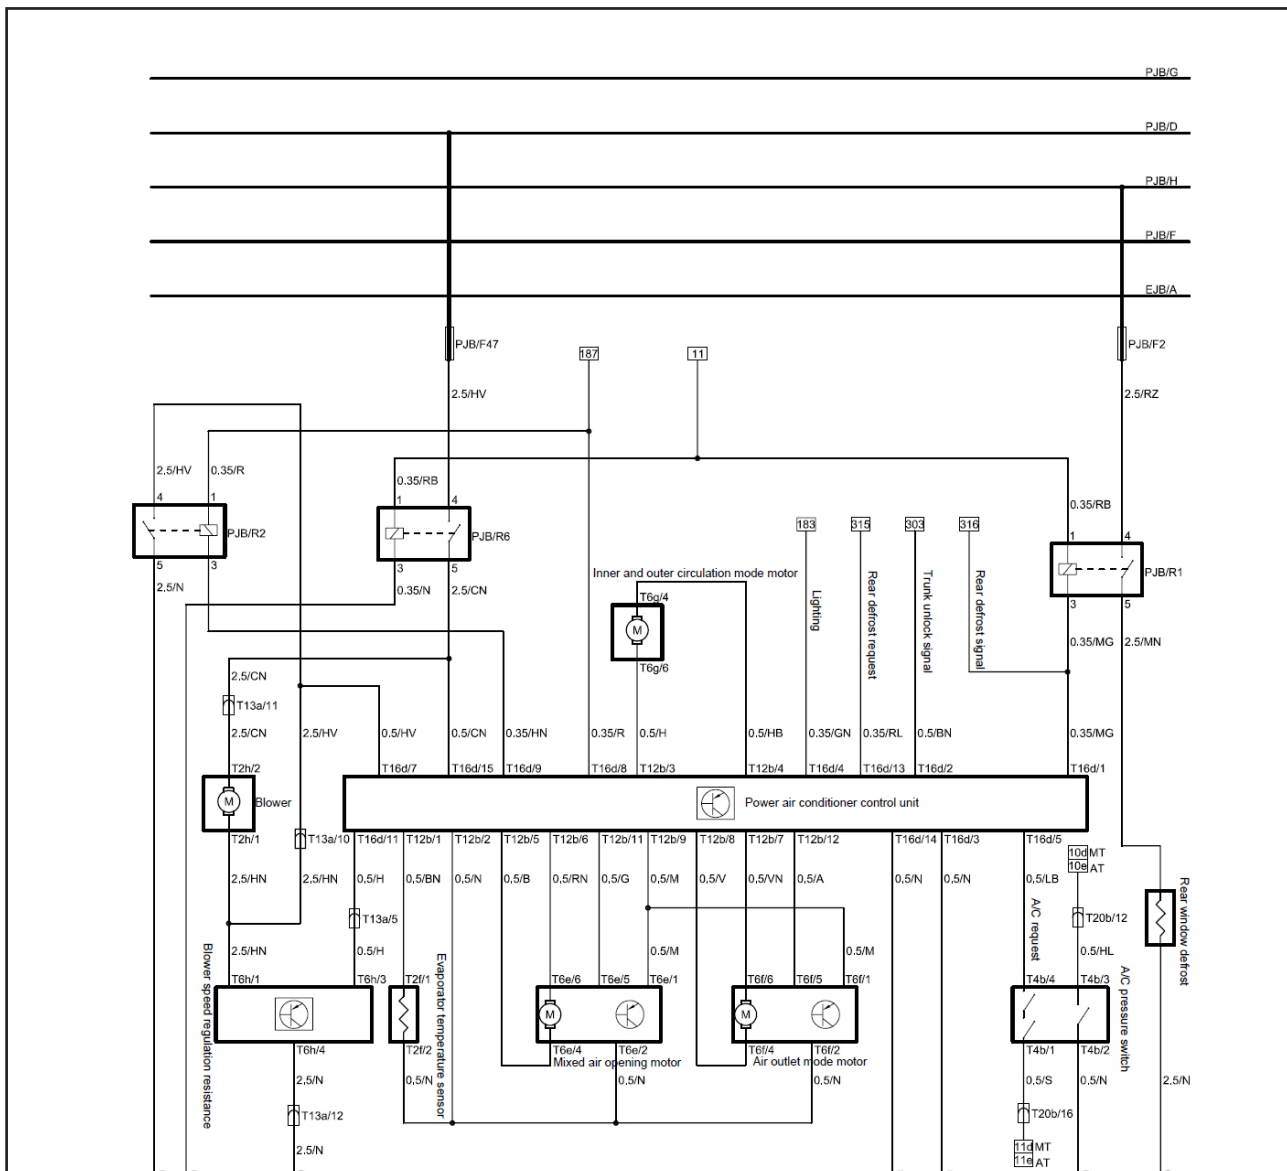 PJB/G
PJB/D
PJB/H
PJB/F
EJB/A
PJB/F47
187
11
PJB/F2
2.5/HV
2.5/RZ
2.5/HV 0.35/R
0.35/RB
0.35/RB
4 1
1 4
183 315 303 316
PJB/R2
PJB/R6
1 4
5 3
3 5
PJB/R1
2.5/N
0.35/N 2.5/CN
Inner and outer circulation mode motor
T6g/4
M
T6g/6
Lighting
Rear defrost request
Trunk unlock signal
Rear defrost signal
3 5
0.35/MG 2.5/MN
2.5/CN
T13a/11
2.5/CN 2.5/HV 0.5/HV 0.5/CN 0.35/HN 0.35/R 0.5/H 0.5/HB 0.35/GN 0.35/RL 0.5/BN 0.35/MG
T2h/2 T16d/7 T16d/15 T16d/9 T16d/8 T12b/3 T12b/4 T16d/4 T16d/13 T16d/2 T16d/1
M
Blower
Power air conditioner control unit
T2h/1 T13a/10 T16d/11 T12b/1 T12b/2 T12b/5 T12b/6 T12b/11 T12b/9 T12b/8 T12b/7 T12b/12 T16d/14 T16d/3 T16d/5
10d MT
10e AT
2,5/HN 2,5/HN 0,5/H 0,5/BN 0,5/N 0,5/B 0,5/RN 0,5/G 0,5/M 0,5/V 0,5/VN 0,5/A 0,5/N 0,5/N 0,5/LB
T13a/5
T20b/12
A/C request
Rear window defrost
2.5/HN 0.5/H 0.5/M 0.5/M 0.5/HL
Blower speed regulation resistance
Evaporator temperature sensor
A/C pressure switch
T6h/1 T6h/3 T2f/1 T6e/6 T6e/5 T6e/1 T6f/6 T6f/5 T6f/1 T4b/4 T4b/3
M M
T6h/4 T2f/2 T6e/4 T6e/2 T6f/4 T6f/2 T4b/1 T4b/2
Mixed air opening motor
Air outlet mode motor
2,5/N 0,5/N 0,5/N 0,5/N 0,5/S 0,5/N 2,5/N
T13a/12
T20b/16
2.5/N
11d MT
11e AT